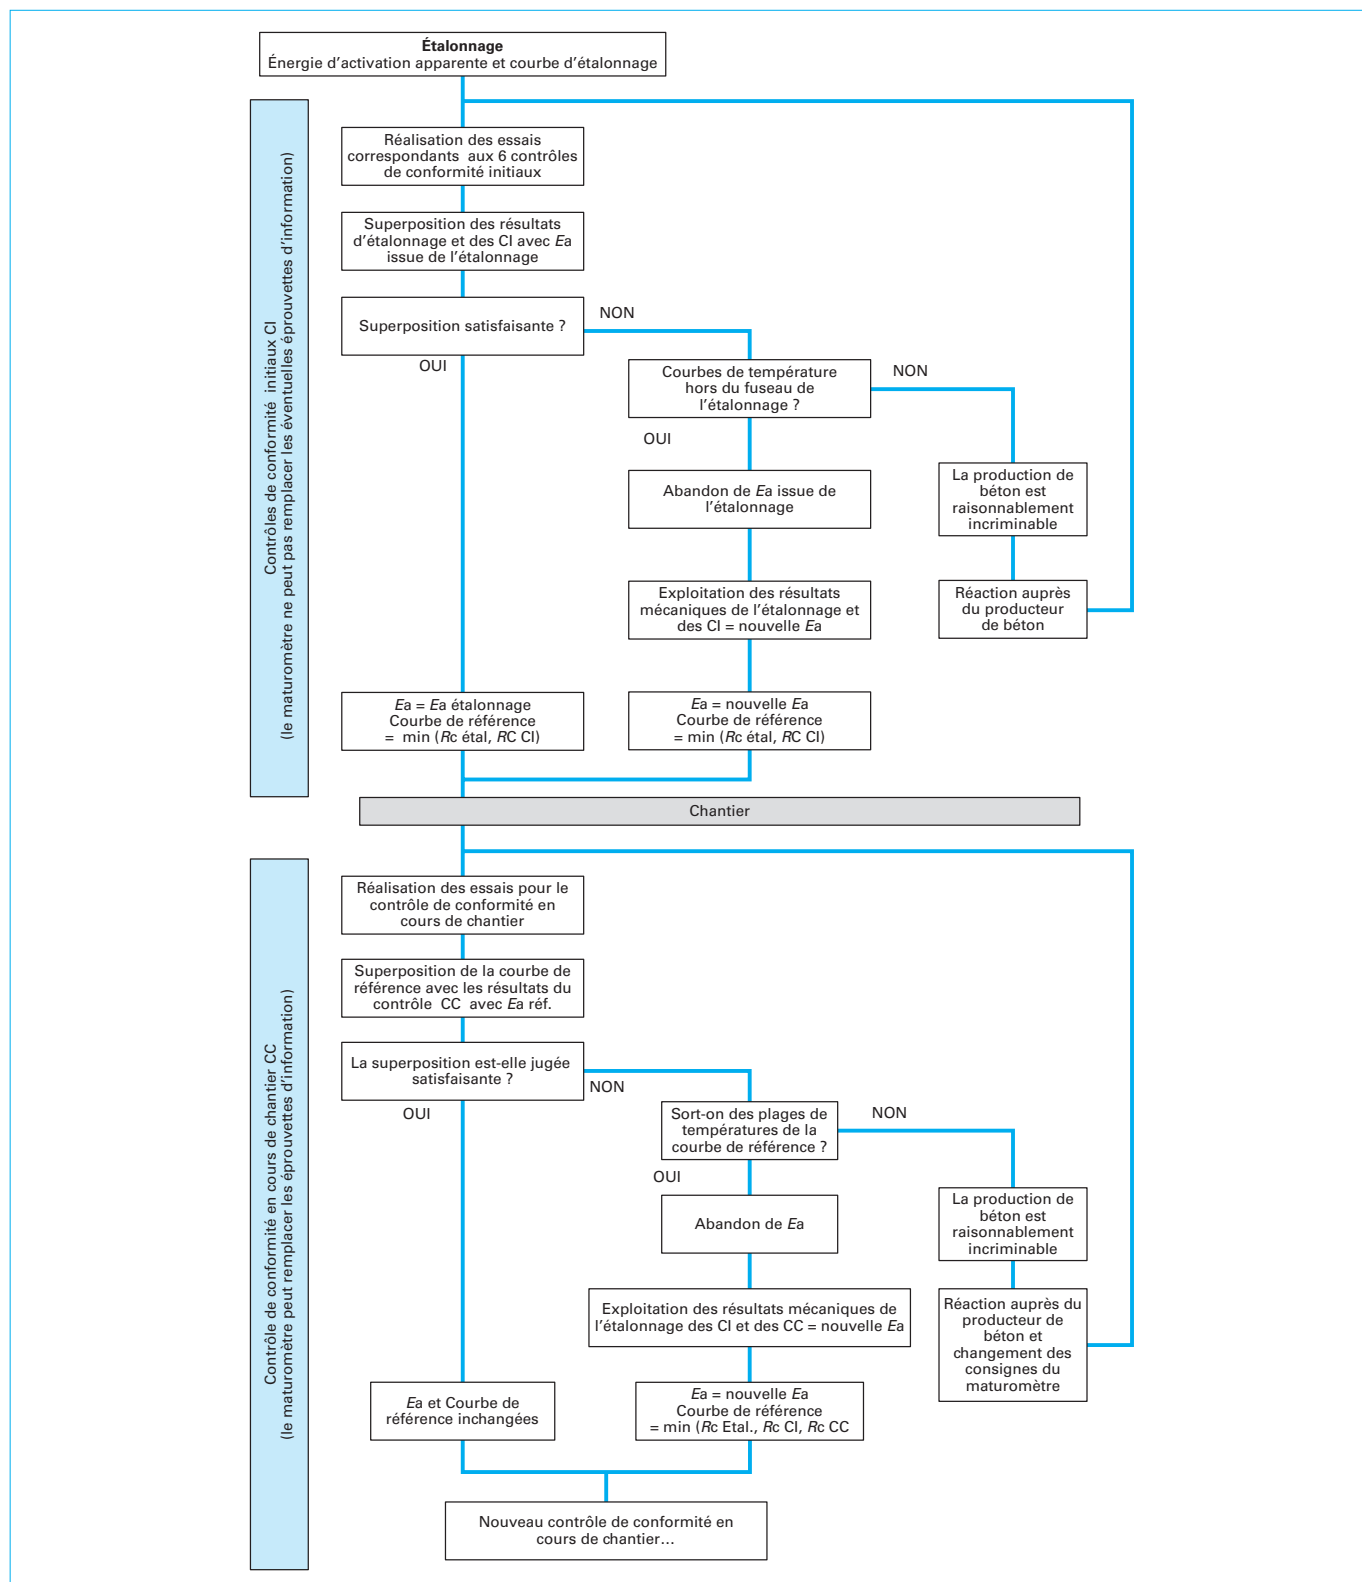 Étalonnage
Énergie d'activation apparente et courbe d'étalonnage
Contrôles de conformité initiaux CI
(le maturomètre ne peut pas remplacer les éventuelles éprouvettes d'information)
Réalisation des essais
correspondants aux 6 contrôles
de conformité initiaux
Superposition des résultats
d'étalonnage et des CI avec Ea
issue de l'étalonnage
Superposition satisfaisante ?
NON
OUI
Courbes de température
hors du fuseau de
l'étalonnage ?
NON
OUI
Abandon de Ea issue de
l'étalonnage
La production de
béton est
raisonnablement
incriminable
Exploitation des résultats
mécaniques de l'étalonnage et
des CI = nouvelle Ea
Réaction auprès
du producteur
de béton
Ea = Ea étalonnage
Courbe de référence
= min (Rc étal, RC CI)
Ea = nouvelle Ea
Courbe de référence
= min (Rc étal, RC CI)
Chantier
Contrôle de conformité en cours de chantier CC
(le maturomètre peut remplacer les éprouvettes d'information)
Réalisation des essais pour le
contrôle de conformité en
cours de chantier
Superposition de la courbe de
référence avec les résultats du
contrôle CC avec Ea réf.
La superposition est-elle jugée
satisfaisante ?
NON
OUI
Sort-on des plages de
températures de la
courbe de référence ?
NON
OUI
Abandon de Ea
La production de
béton est
raisonnablement
incriminable
Exploitation des résultats mécaniques de
l'étalonnage des CI et des CC = nouvelle Ea
Réaction auprès du
producteur de
béton et
changement des
consignes du
maturomètre
Ea et Courbe de
référence inchangées
Ea = nouvelle Ea
Courbe de référence
= min (Rc Etal., Rc CI, Rc CC
Nouveau contrôle de conformité en
cours de chantier…